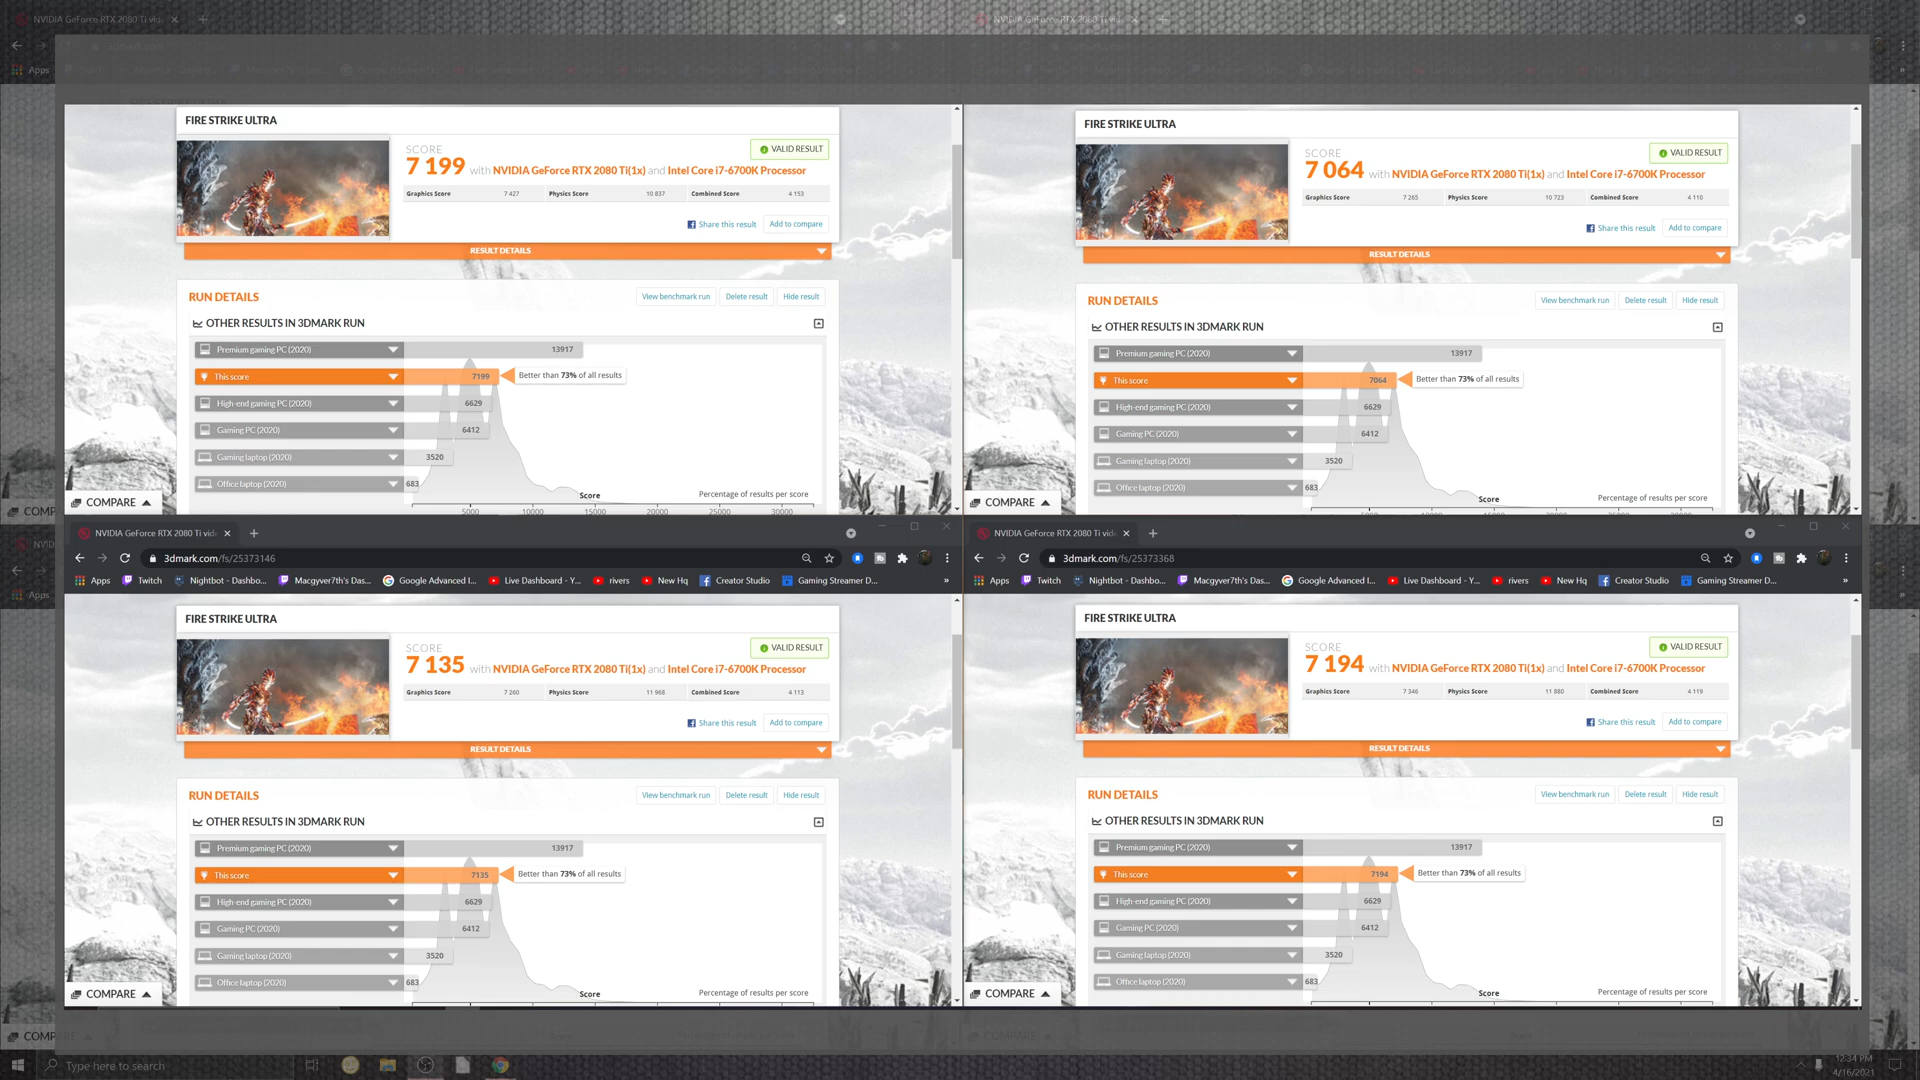 NVIDIA GeForce RTX 2080 Ti vid
NVIDIA GeForce RTX 2080 Ti vid
3dmark.com
Apps
FIRE STRIKE ULTRA
SCORE
VALID RESULT
7 199 with NVIDIA GeForce RTX 2080 Ti(1x) and Intel Core i7-6700K Processor
Graphics Score 7 427 Physics Score 10 837 Combined Score 4 153
Share this result Add to compare
RESULT DETAILS
RUN DETAILS View benchmark run Delete result Hide result
OTHER RESULTS IN 3DMARK RUN
Premium gaming PC (2020) 13917
This score 7199 Better than 73% of all results
High-end gaming PC (2020) 6629
Gaming PC (2020) 6412
Gaming laptop (2020) 3520
Office laptop (2020) 683
Score Percentage of results per score
COMPARE
5000 10000 15000 20000 25000 30000
FIRE STRIKE ULTRA
SCORE
VALID RESULT
7 064 with NVIDIA GeForce RTX 2080 Ti(1x) and Intel Core i7-6700K Processor
Graphics Score 7 265 Physics Score 10 723 Combined Score 4 110
Share this result Add to compare
RESULT DETAILS
RUN DETAILS View benchmark run Delete result Hide result
OTHER RESULTS IN 3DMARK RUN
Premium gaming PC (2020) 13917
This score 7064 Better than 73% of all results
High-end gaming PC (2020) 6629
Gaming PC (2020) 6412
Gaming laptop (2020) 3520
Office laptop (2020) 683
Score Percentage of results per score
COMPARE
COMP
NVID
Apps
NVIDIA GeForce RTX 2080 Ti vid
3dmark.com/fs/25373146
Apps Twitch Nightbot - Dashbo... Macgyver7th's Das... Google Advanced I... Live Dashboard - Y... rivers New Hq Creator Studio Gaming Streamer D... »
FIRE STRIKE ULTRA
SCORE
VALID RESULT
7 135 with NVIDIA GeForce RTX 2080 Ti(1x) and Intel Core i7-6700K Processor
Graphics Score 7 260 Physics Score 11 968 Combined Score 4 113
Share this result Add to compare
RESULT DETAILS
RUN DETAILS View benchmark run Delete result Hide result
OTHER RESULTS IN 3DMARK RUN
Premium gaming PC (2020) 13917
This score 7135 Better than 73% of all results
High-end gaming PC (2020) 6629
Gaming PC (2020) 6412
Gaming laptop (2020) 3520
Office laptop (2020) 683
Score Percentage of results per score
COMPARE
NVIDIA GeForce RTX 2080 Ti vid
3dmark.com/fs/25373368
Apps Twitch Nightbot - Dashbo... Macgyver7th's Das... Google Advanced I... Live Dashboard - Y... rivers New Hq Creator Studio Gaming Streamer D... »
FIRE STRIKE ULTRA
SCORE
VALID RESULT
7 194 with NVIDIA GeForce RTX 2080 Ti(1x) and Intel Core i7-6700K Processor
Graphics Score 7 346 Physics Score 11 880 Combined Score 4 119
Share this result Add to compare
RESULT DETAILS
RUN DETAILS View benchmark run Delete result Hide result
OTHER RESULTS IN 3DMARK RUN
Premium gaming PC (2020) 13917
This score 7194 Better than 73% of all results
High-end gaming PC (2020) 6629
Gaming PC (2020) 6412
Gaming laptop (2020) 3520
Office laptop (2020) 683
Score Percentage of results per score
COMPARE
COMP
Type here to search
12:34 PM
4/16/2021